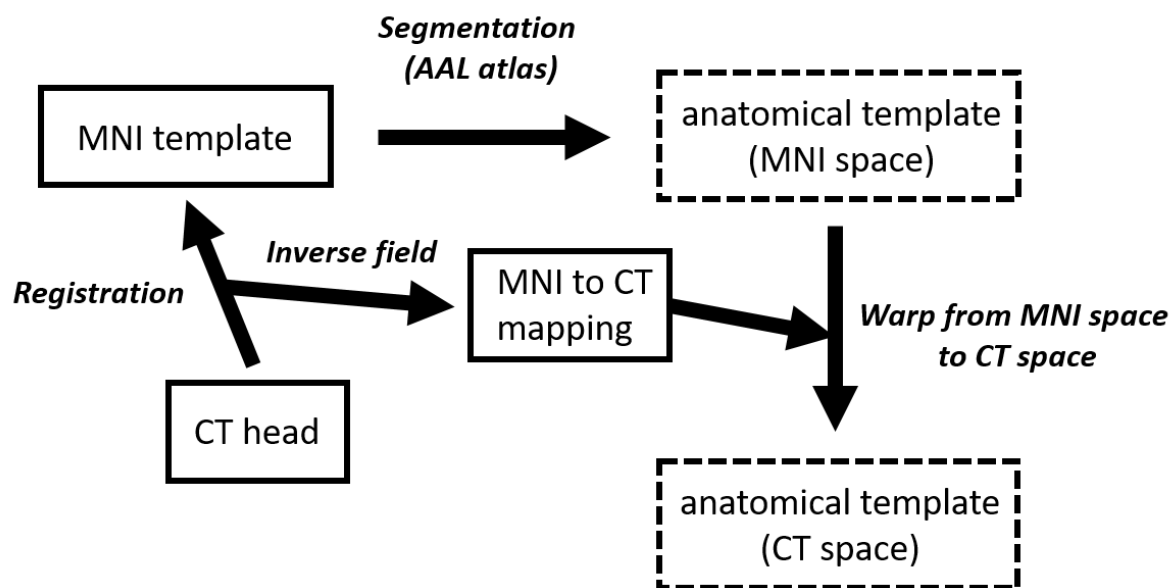 Segmentation
(AAL atlas)
MNI template
anatomical template
(MNI space)
Registration
Inverse field
MNI to CT
mapping
Warp from MNI space
to CT space
CT head
anatomical template
(CT space)